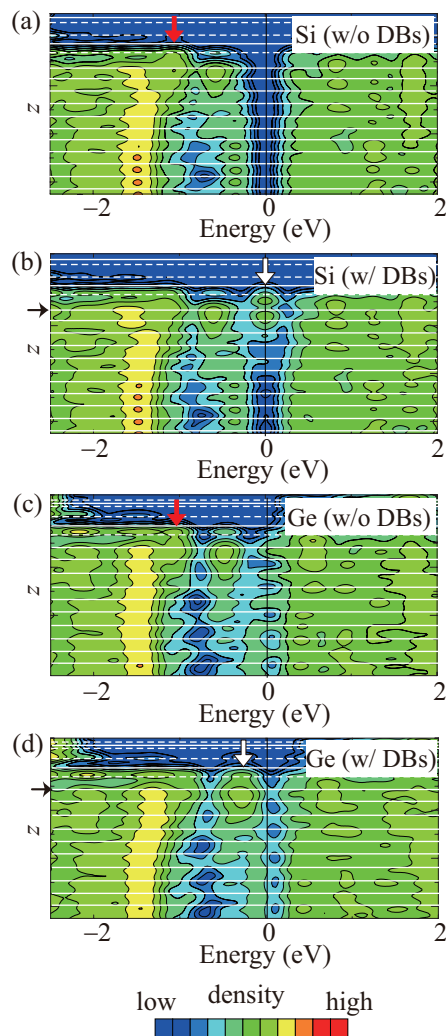 (a)
Si (w/o DBs)
z
−2 0 2
Energy (eV)
(b)
Si (w/ DBs)
z
−2 0 2
Energy (eV)
(c)
Ge (w/o DBs)
z
−2 0 2
Energy (eV)
(d)
Ge (w/ DBs)
z
−2 0 2
Energy (eV)
low density high